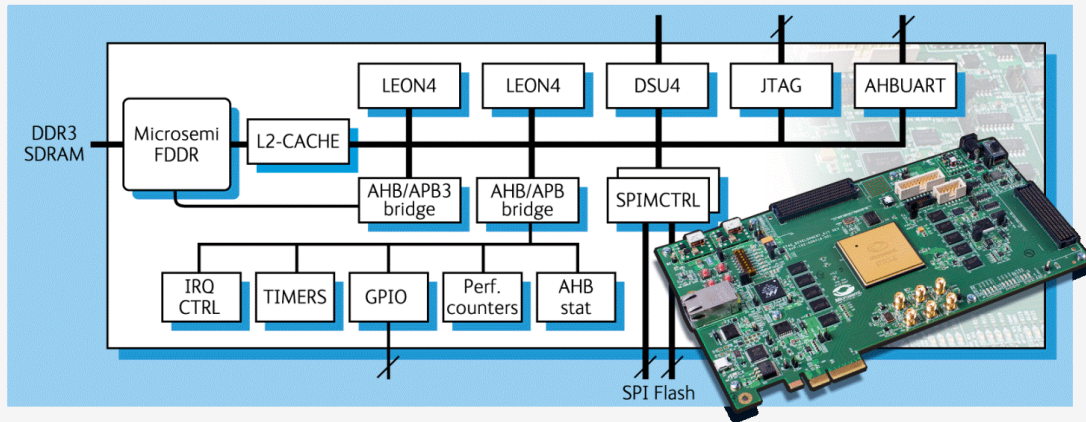 LEON4
LEON4
DSU4
JTAG
AHBUART
DDR3
SDRAM
Microsemi
FDDR
L2-CACHE
AHB/APB3
bridge
AHB/APB
bridge
SPIMCTRL
IRQ
CTRL
TIMERS
GPIO
Perf.
counters
AHB
stat
SPI Flash